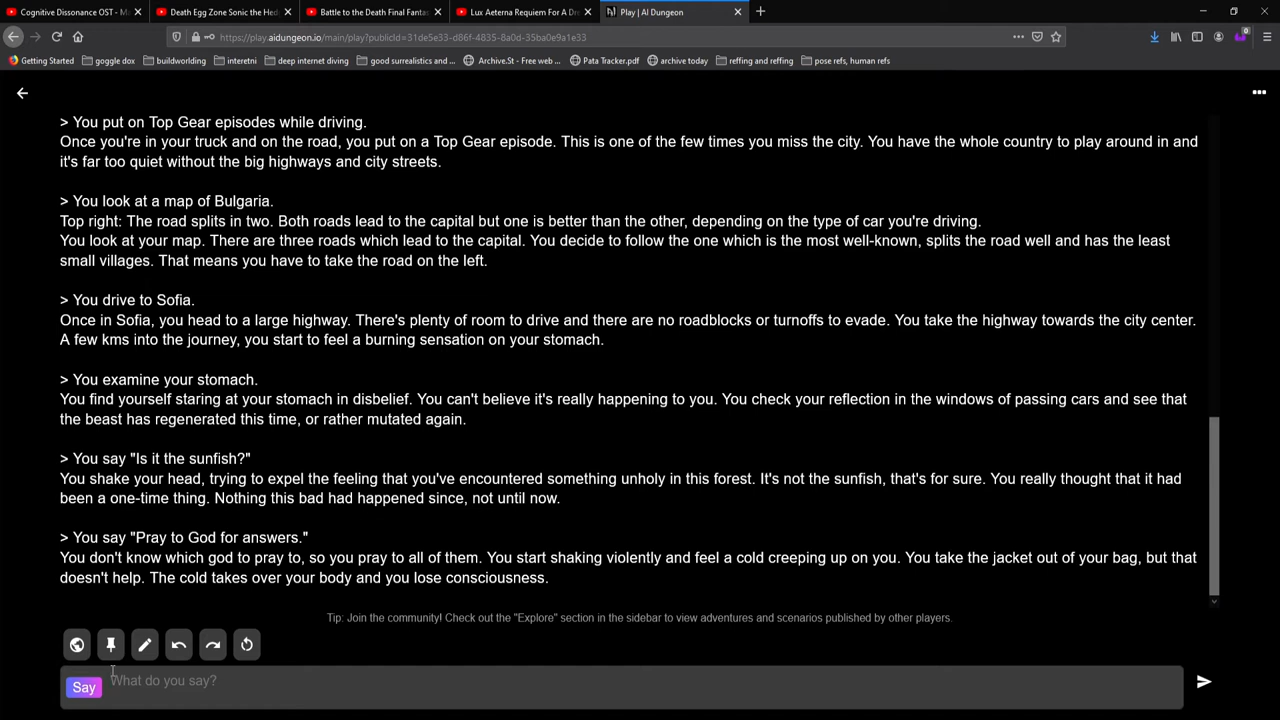 Cognitive Dissonance OST - M
Death Egg Zone Sonic the Hed
Battle to the Death Final Fantas
Lux Aeterna Requiem For A Dre
Play | AI Dungeon
https://play.aidungeon.io/main/play?publicId=31de5e33-d86f-4835-8a0d-35ba0e9a1e33
Getting Started
goggle dox
buildworlding
interetni
deep internet diving
good surrealistics and ...
Archive.St - Free web ...
Pata Tracker.pdf
archive today
reffing and reffing
pose refs, human refs
> You put on Top Gear episodes while driving.
Once you're in your truck and on the road, you put on a Top Gear episode. This is one of the few times you miss the city. You have the whole country to play around in and
it's far too quiet without the big highways and city streets.
> You look at a map of Bulgaria.
Top right: The road splits in two. Both roads lead to the capital but one is better than the other, depending on the type of car you're driving.
You look at your map. There are three roads which lead to the capital. You decide to follow the one which is the most well-known, splits the road well and has the least
small villages. That means you have to take the road on the left.
> You drive to Sofia.
Once in Sofia, you head to a large highway. There's plenty of room to drive and there are no roadblocks or turnoffs to evade. You take the highway towards the city center.
A few kms into the journey, you start to feel a burning sensation on your stomach.
> You examine your stomach.
You find yourself staring at your stomach in disbelief. You can't believe it's really happening to you. You check your reflection in the windows of passing cars and see that
the beast has regenerated this time, or rather mutated again.
> You say "Is it the sunfish?"
You shake your head, trying to expel the feeling that you've encountered something unholy in this forest. It's not the sunfish, that's for sure. You really thought that it had
been a one-time thing. Nothing this bad had happened since, not until now.
> You say "Pray to God for answers."
You don't know which god to pray to, so you pray to all of them. You start shaking violently and feel a cold creeping up on you. You take the jacket out of your bag, but that
doesn't help. The cold takes over your body and you lose consciousness.
Tip: Join the community! Check out the "Explore" section in the sidebar to view adventures and scenarios published by other players.
Say
What do you say?